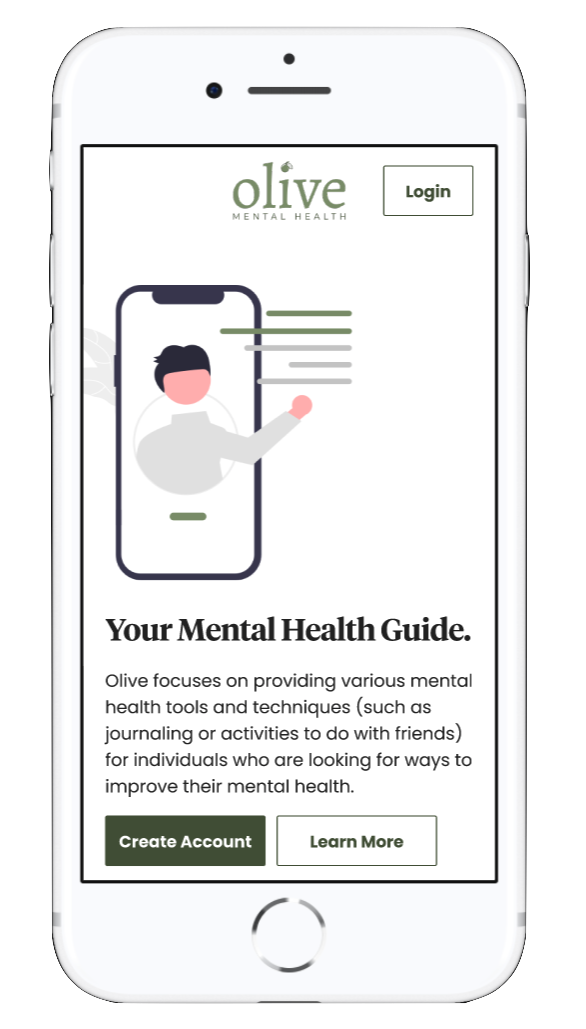 olive
MENTAL HEALTH
Login
Your Mental Health Guide.
Olive focuses on providing various mental
health tools and techniques (such as
journaling or activities to do with friends)
for individuals who are looking for ways to
improve their mental health.
Create Account
Learn More